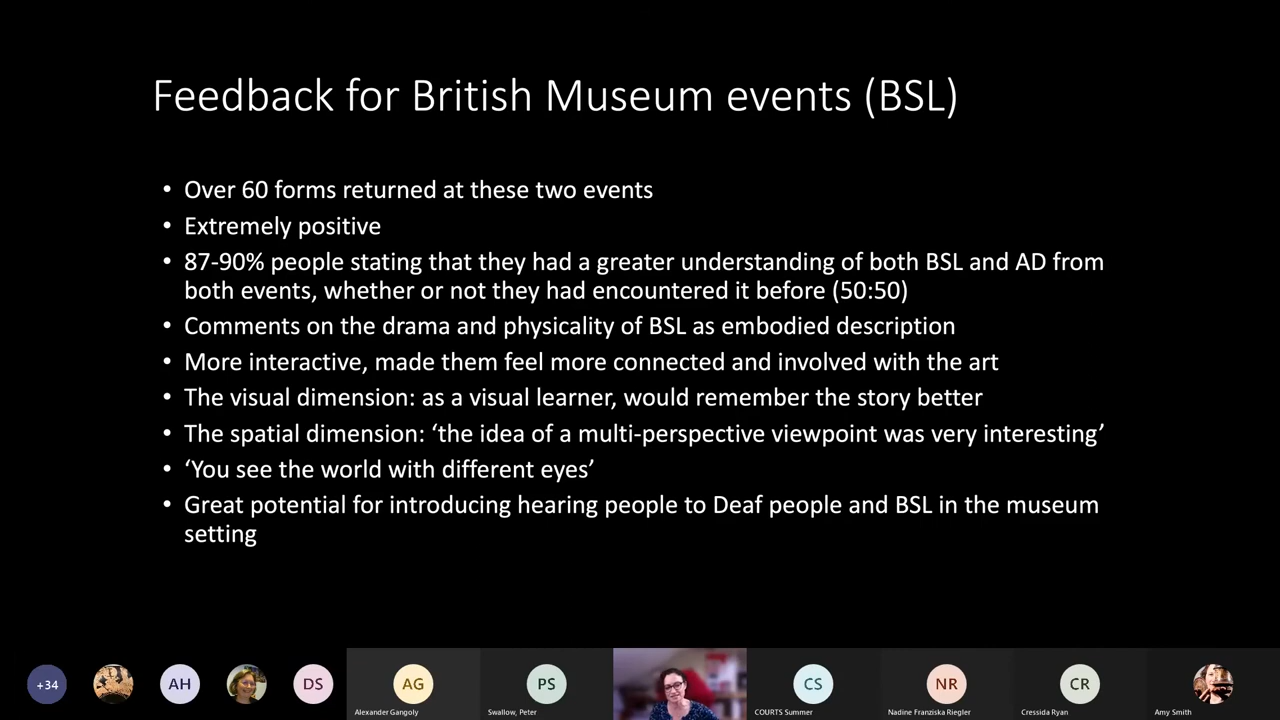 Feedback for British Museum events (BSL)
• Over 60 forms returned at these two events
• Extremely positive
• 87-90% people stating that they had a greater understanding of both BSL and AD from
both events, whether or not they had encountered it before (50:50)
• Comments on the drama and physicality of BSL as embodied description
• More interactive, made them feel more connected and involved with the art
• The visual dimension: as a visual learner, would remember the story better
• The spatial dimension: ‘the idea of a multi-perspective viewpoint was very interesting’
• ‘You see the world with different eyes’
• Great potential for introducing hearing people to Deaf people and BSL in the museum
setting
+34
AH
DS
AG
Alexander Gangoly
PS
Swallow, Peter
CS
COURTS Summer
NR
Nadine Franziska Riegler
CR
Cressida Ryan
Amy Smith